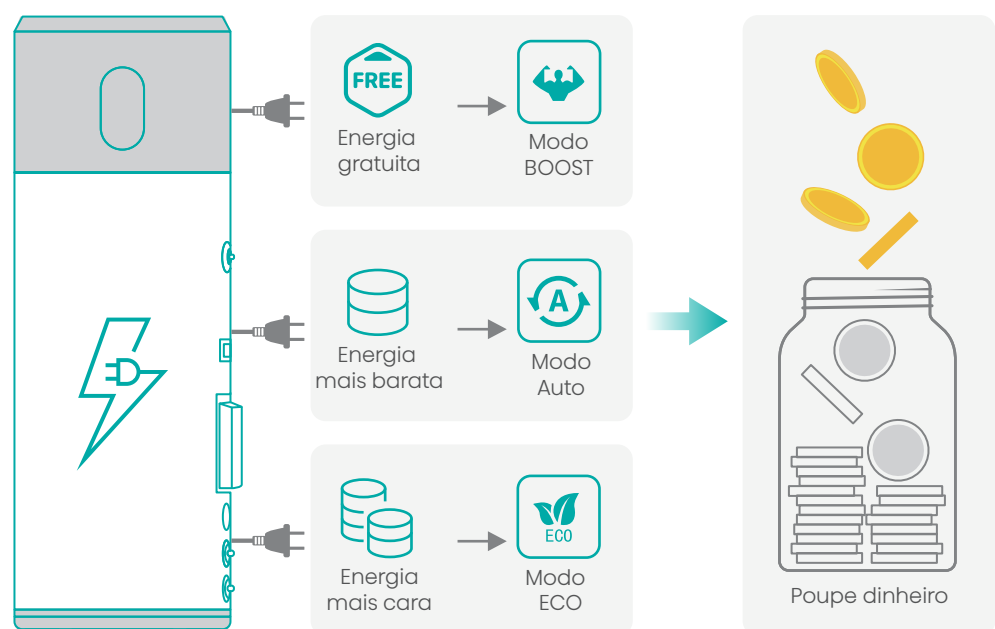 FREE
Energia
gratuita
Modo
BOOST
A
Energia
mais barata
Modo
Auto
ECO
Energia
mais cara
Modo
ECO
Poupe dinheiro